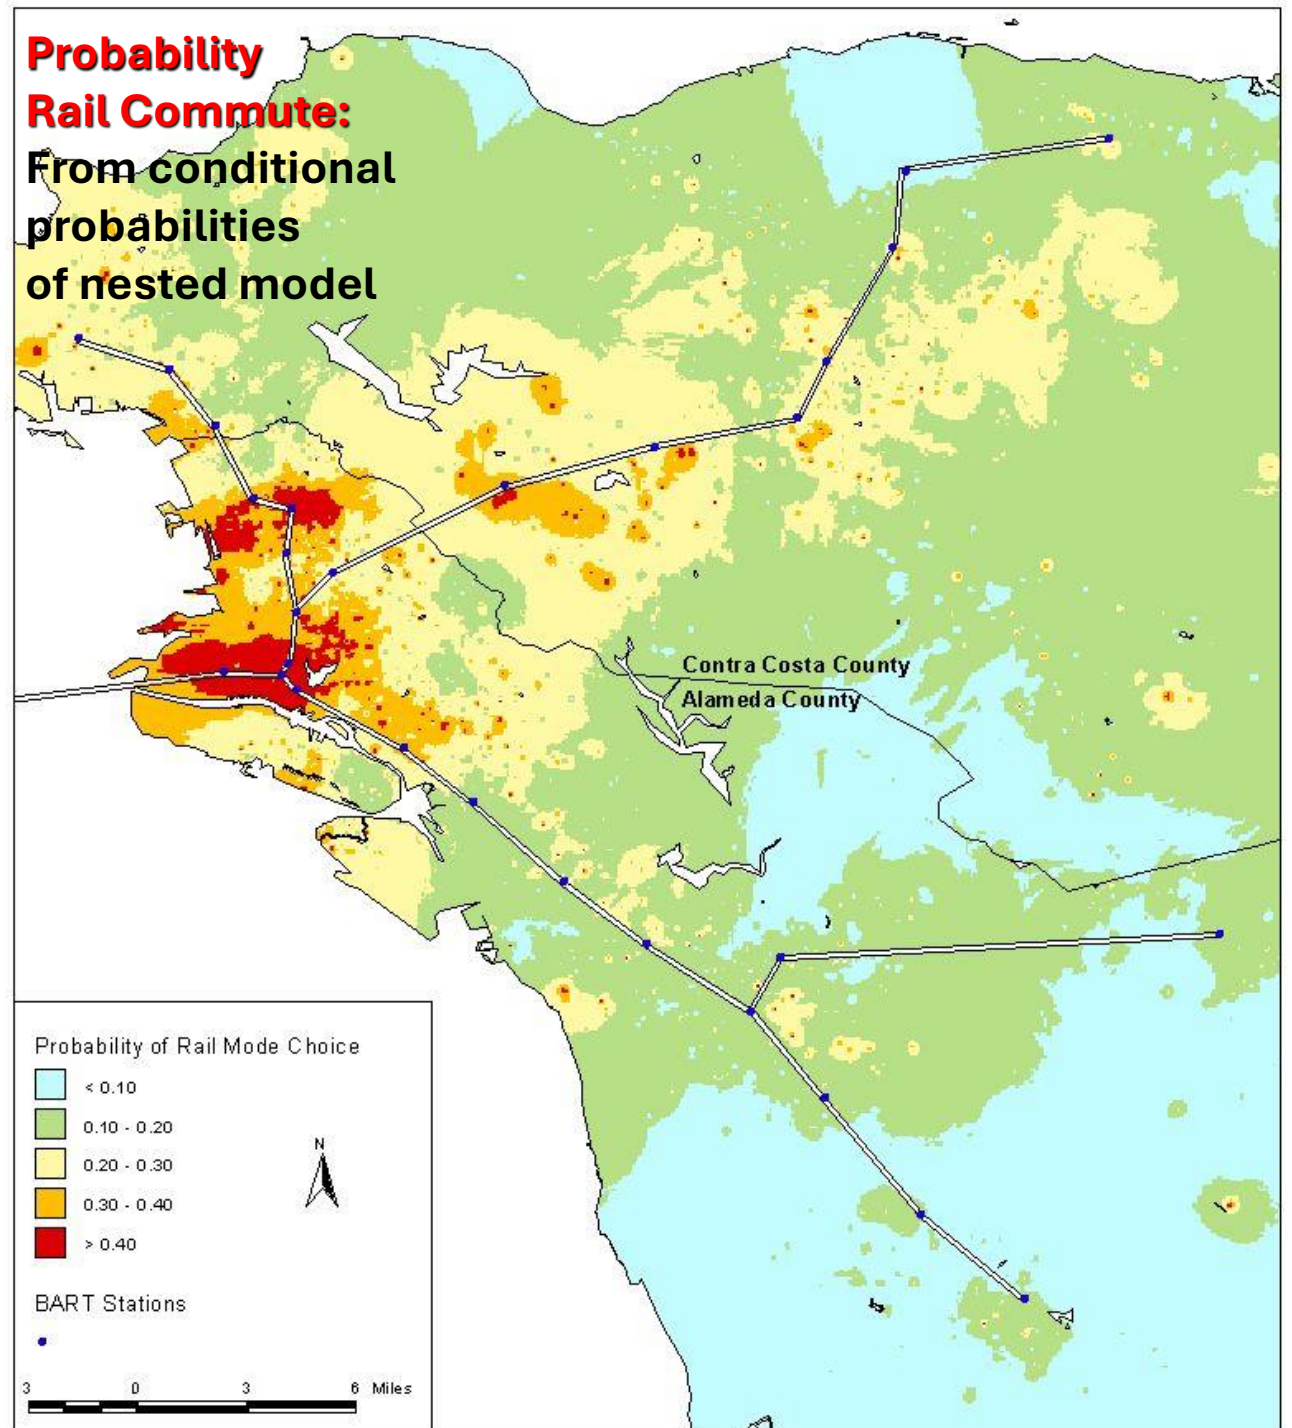 Probability
Rail Commute:
From conditional
probabilities
of nested model
Contra Costa County
Alameda County
Probability of Rail Mode Choice
< 0.10
0.10 - 0.20
0.20 - 0.30
0.30 - 0.40
> 0.40
N
BART Stations
3 0 3 6 Miles